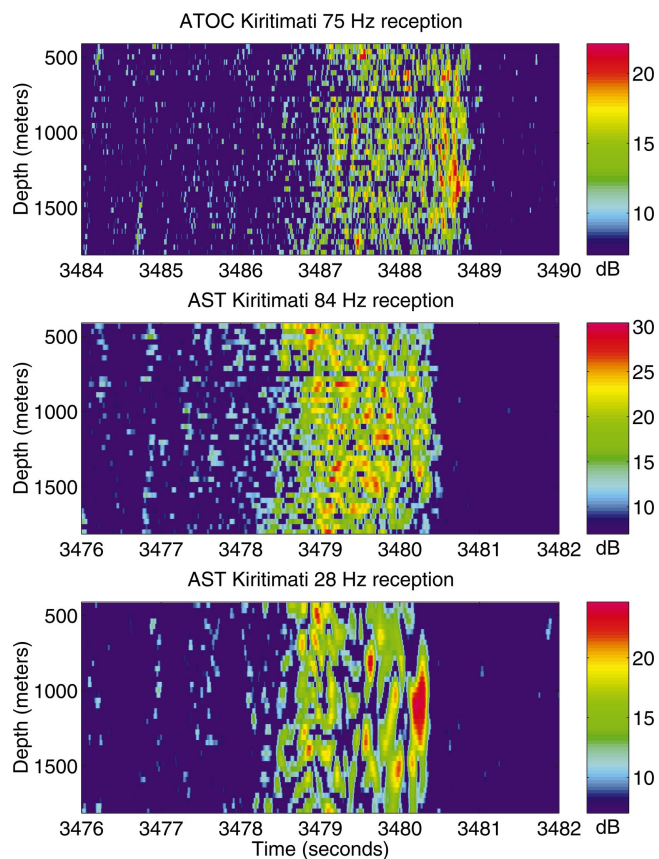 ATOC Kiritimati 75 Hz reception
Depth (meters)
500
1000
1500
3484 3485 3486 3487 3488 3489 3490
20
15
10
dB
AST Kiritimati 84 Hz reception
Depth (meters)
500
1000
1500
3476 3477 3478 3479 3480 3481 3482
30
25
20
15
10
dB
AST Kiritimati 28 Hz reception
Depth (meters)
500
1000
1500
3476 3477 3478 3479 3480 3481 3482
Time (seconds)
20
15
10
dB